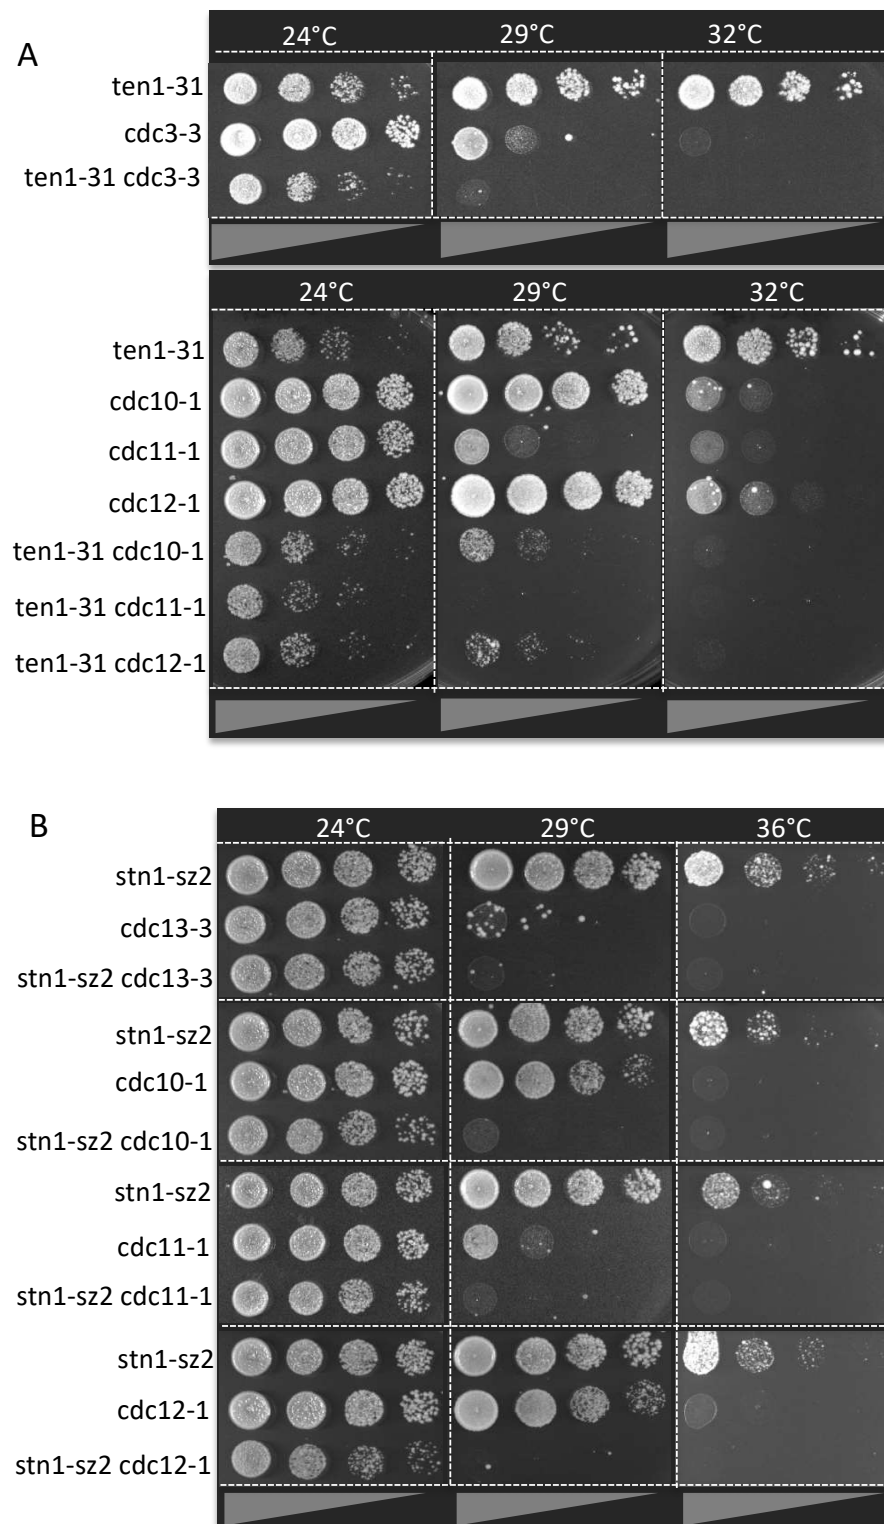 A
24°C 29°C 32°C
ten1-31
cdc3-3
ten1-31 cdc3-3
24°C 29°C 32°C
ten1-31
cdc10-1
cdc11-1
cdc12-1
ten1-31 cdc10-1
ten1-31 cdc11-1
ten1-31 cdc12-1
B
24°C 29°C 36°C
stn1-sz2
cdc13-3
stn1-sz2 cdc13-3
stn1-sz2
cdc10-1
stn1-sz2 cdc10-1
stn1-sz2
cdc11-1
stn1-sz2 cdc11-1
stn1-sz2
cdc12-1
stn1-sz2 cdc12-1